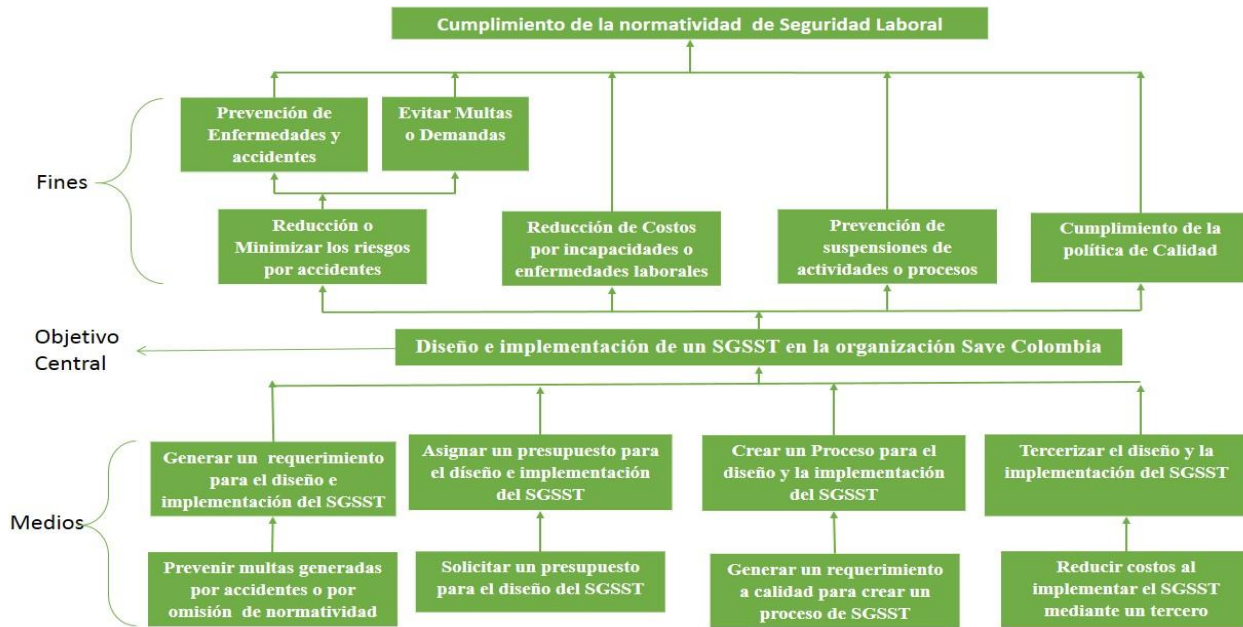 Cumplimiento de la normatividad de Seguridad Laboral
Prevención de
Enfermedades y
accidentes
Evitar Multas
o Demandas
Fines
Reducción o
Minimizar los riesgos
por accidentes
Reducción de Costos
por incapacidades o
enfermedades laborales
Prevención de
suspensiones de
actividades o procesos
Cumplimiento de la
política de Calidad
Objetivo
Central
Diseño e implementación de un SGSST en la organización Save Colombia
Medios
Generar un requerimiento
para el diseño e
implementación del SGSST
Asignar un presupuesto para
el díseño e implementación
del SGSST
Crear un Proceso para el
diseño y la implementación
del SGSST
Tercerizar el diseño y la
implementación del SGSST
Prevenir multas generadas
por accidentes o por
omisión de normatividad
Solicitar un presupuesto
para el diseño del SGSST
Generar un requerimiento
a calidad para crear un
proceso de SGSST
Reducir costos al
implementar el SGSST
mediante un tercero